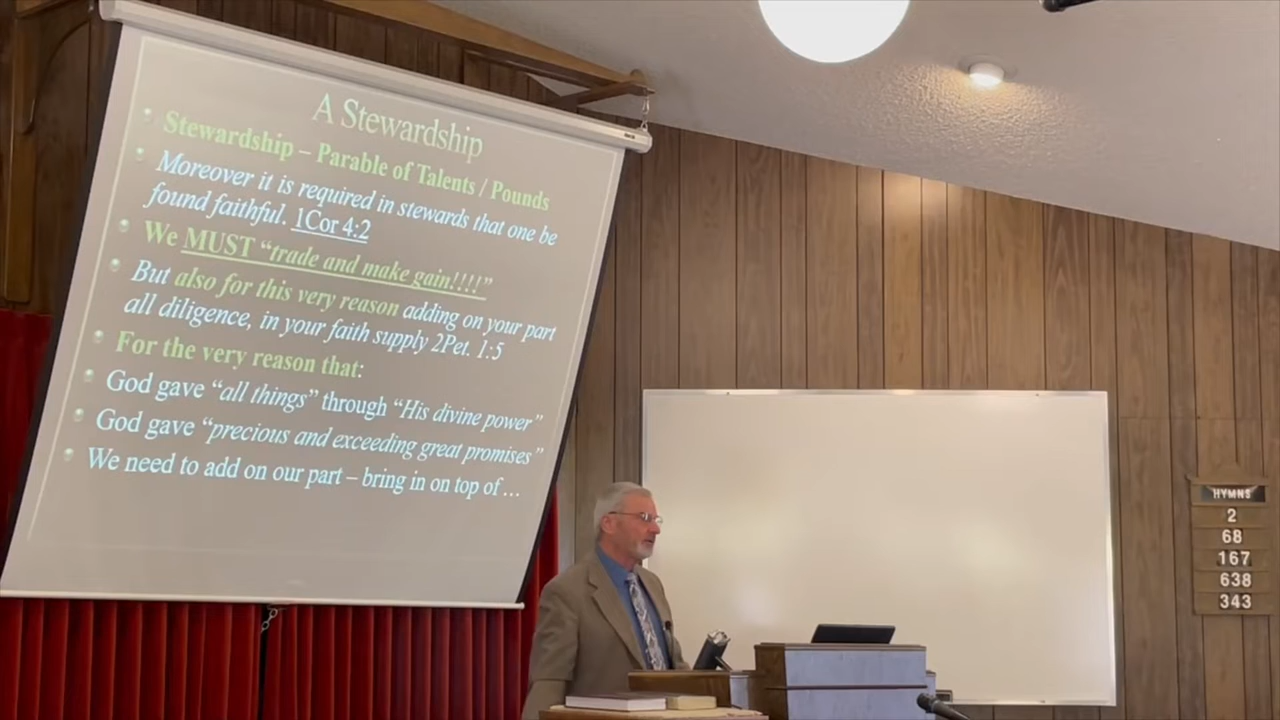 A Stewardship
Stewardship – Parable of Talents / Pounds
Moreover it is required in stewards that one be
found faithful. 1Cor 4:2
We MUST “trade and make gain!!!!”
But also for this very reason adding on your part
all diligence, in your faith supply 2Pet. 1:5
For the very reason that:
God gave “all things” through “His divine power”
God gave “precious and exceeding great promises”
We need to add on our part – bring in on top of…
HYMNS
2
68
167
638
343